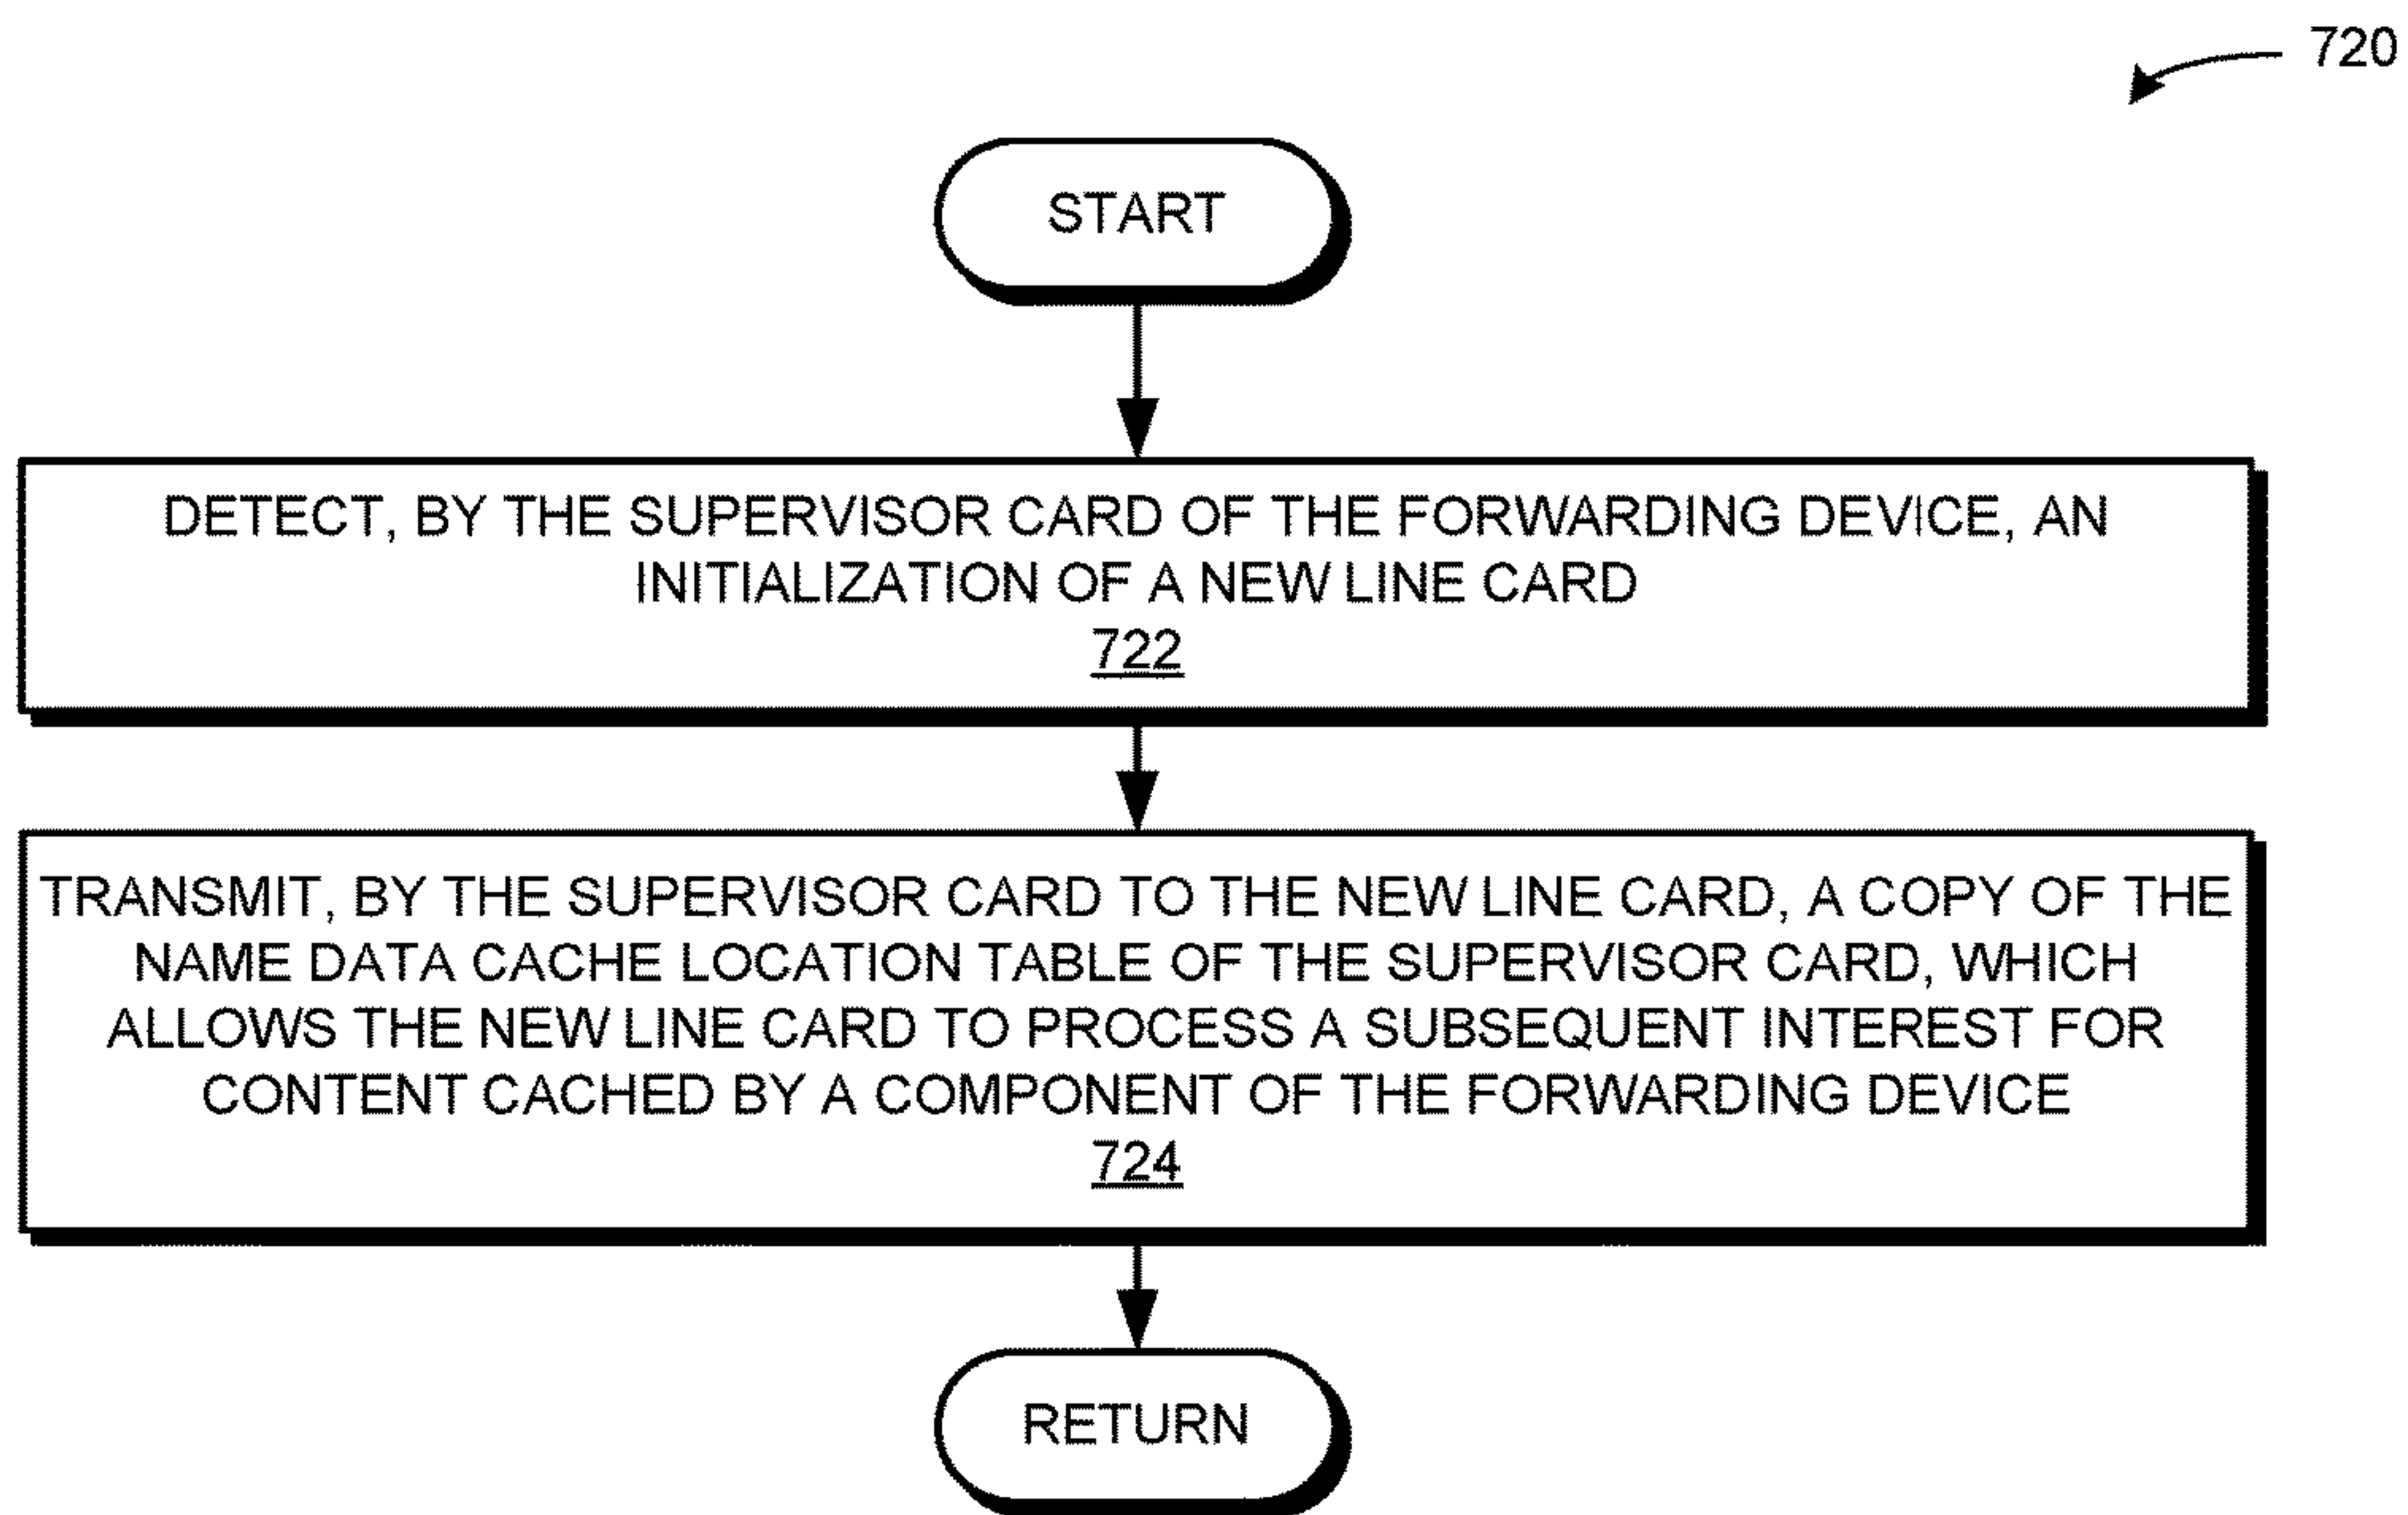 720
START
DETECT, BY THE SUPERVISOR CARD OF THE FORWARDING DEVICE, AN
INITIALIZATION OF A NEW LINE CARD
722
TRANSMIT, BY THE SUPERVISOR CARD TO THE NEW LINE CARD, A COPY OF THE
NAME DATA CACHE LOCATION TABLE OF THE SUPERVISOR CARD, WHICH
ALLOWS THE NEW LINE CARD TO PROCESS A SUBSEQUENT INTEREST FOR
CONTENT CACHED BY A COMPONENT OF THE FORWARDING DEVICE
724
RETURN